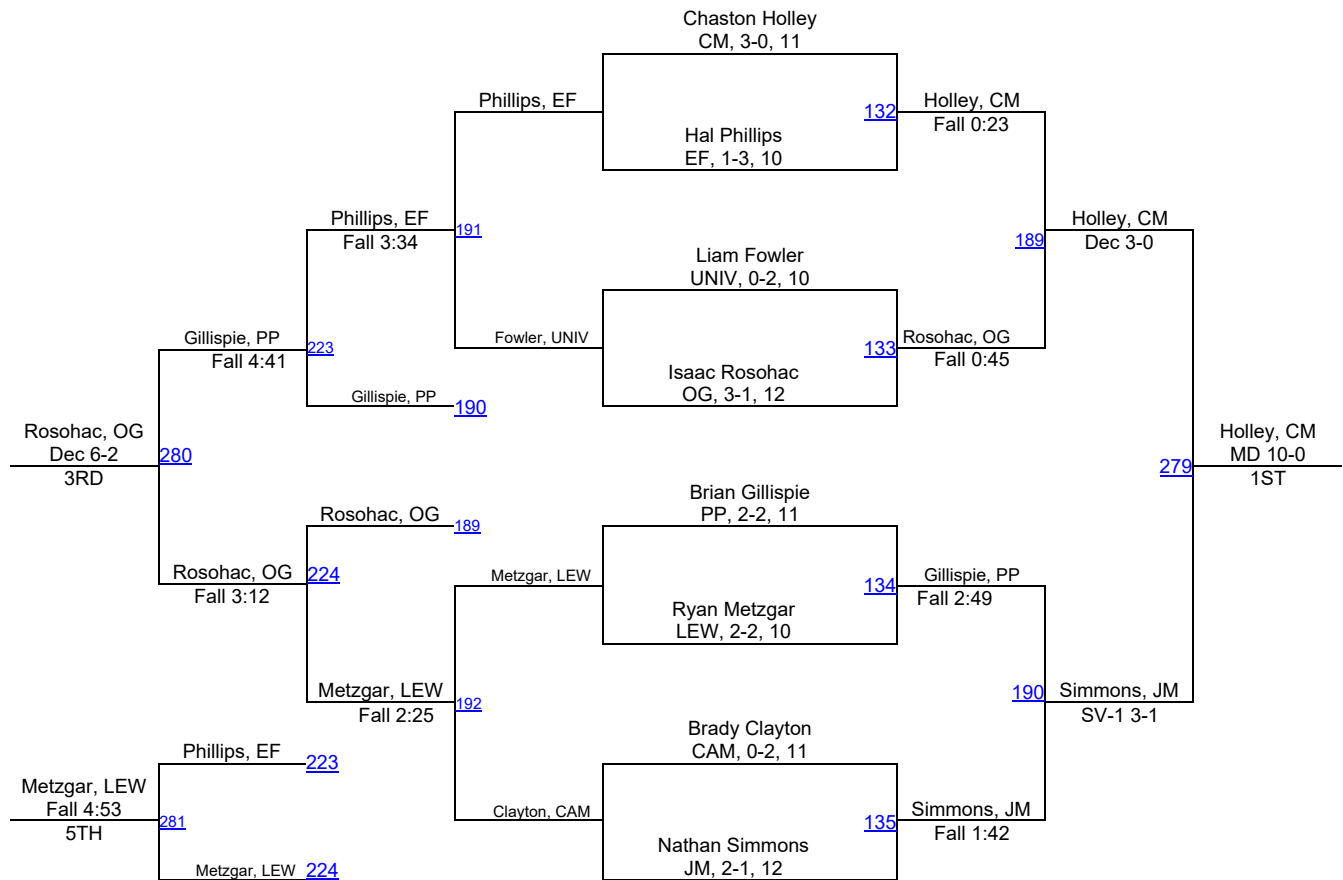 Chaston Holley
CM, 3-0, 11
Phillips, EF
132
Holley, CM
Fall 0:23
Hal Phillips
EF, 1-3, 10
Phillips, EF
Fall 3:34
191
Holley, CM
Dec 3-0
189
Liam Fowler
UNIV, 0-2, 10
Gillispie, PP
Fall 4:41
223
Fowler, UNIV
133
Rosohac, OG
Fall 0:45
Isaac Rosohac
OG, 3-1, 12
Gillispie, PP
190
Rosohac, OG
Dec 6-2
3RD
280
Holley, CM
MD 10-0
1ST
279
Brian Gillispie
PP, 2-2, 11
Rosohac, OG
189
Rosohac, OG
Fall 3:12
224
Metzgar, LEW
134
Gillispie, PP
Fall 2:49
Ryan Metzgar
LEW, 2-2, 10
Metzgar, LEW
Fall 2:25
192
190
Simmons, JM
SV-1 3-1
Brady Clayton
CAM, 0-2, 11
Phillips, EF
223
Metzgar, LEW
Fall 4:53
5TH
281
Clayton, CAM
135
Simmons, JM
Fall 1:42
Nathan Simmons
JM, 2-1, 12
Metzgar, LEW
224